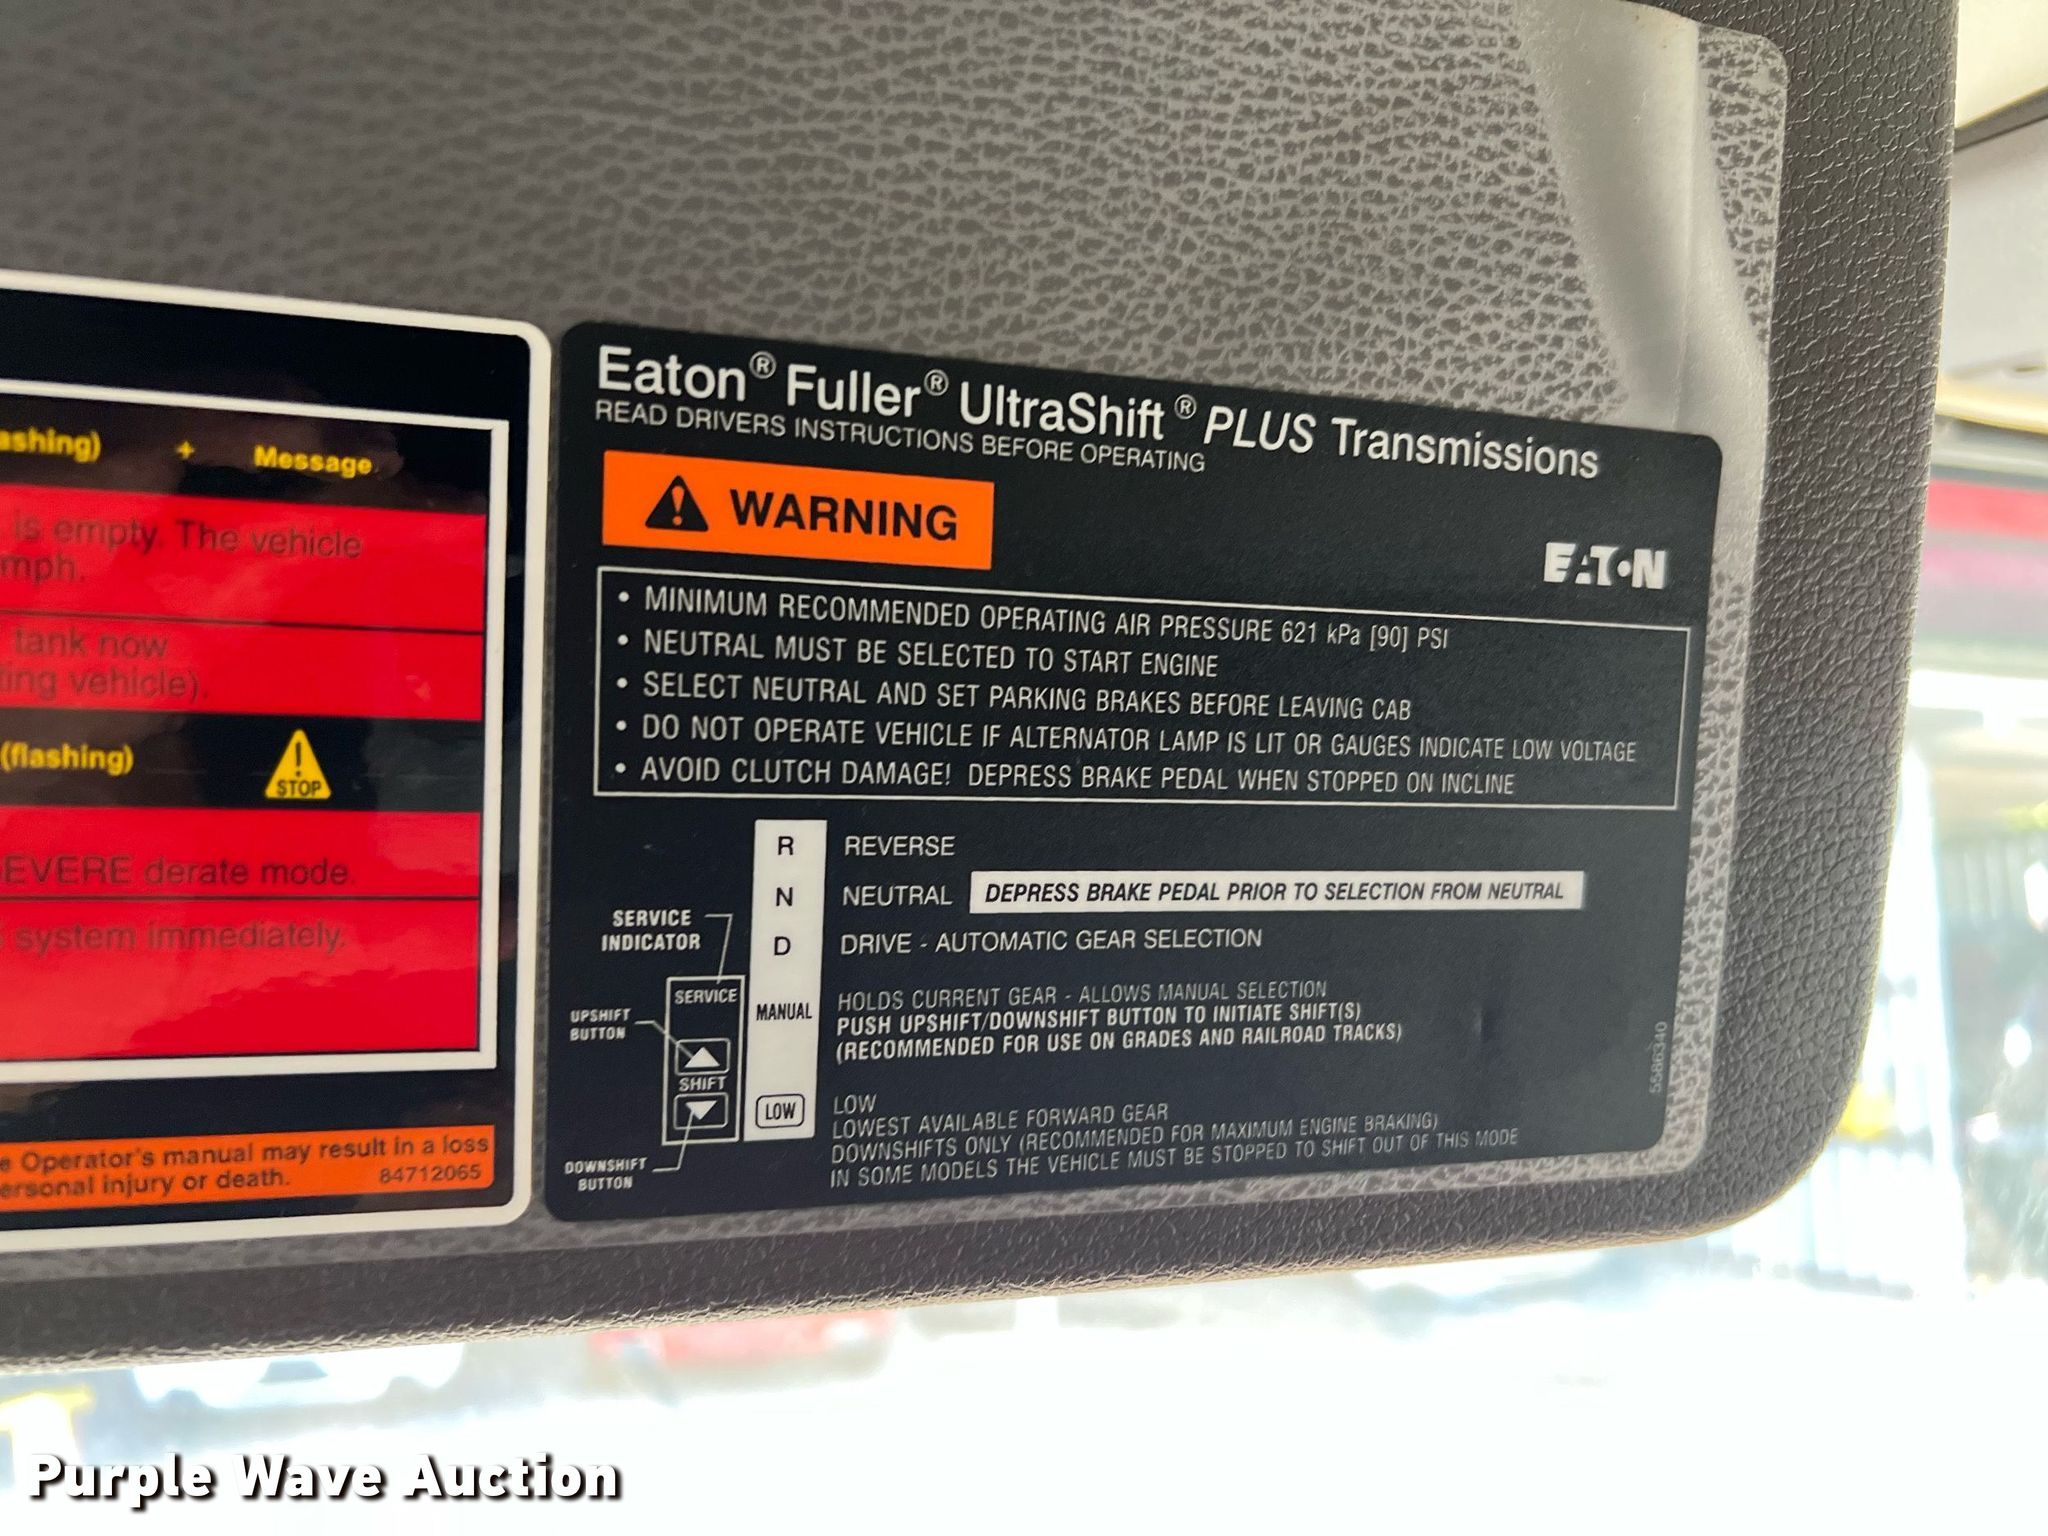 ashing) + Message
is empty. The vehicle
mph.
tank now
ting vehicle).
(flashing)
STOP
SEVERE derate mode.
system immediately.
e Operator's manual may result in a loss
ersonal injury or death. 84712065
Eaton® Fuller® UltraShift® PLUS Transmissions
READ DRIVERS INSTRUCTIONS BEFORE OPERATING
WARNING
EATON
• MINIMUM RECOMMENDED OPERATING AIR PRESSURE 621 kPa [90] PSI
• NEUTRAL MUST BE SELECTED TO START ENGINE
• SELECT NEUTRAL AND SET PARKING BRAKES BEFORE LEAVING CAB
• DO NOT OPERATE VEHICLE IF ALTERNATOR LAMP IS LIT OR GAUGES INDICATE LOW VOLTAGE
• AVOID CLUTCH DAMAGE! DEPRESS BRAKE PEDAL WHEN STOPPED ON INCLINE
R REVERSE
N NEUTRAL DEPRESS BRAKE PEDAL PRIOR TO SELECTION FROM NEUTRAL
D DRIVE - AUTOMATIC GEAR SELECTION
SERVICE
INDICATOR
SERVICE
UPSHIFT
BUTTON
SHIFT
DOWNSHIFT
BUTTON
MANUAL
HOLDS CURRENT GEAR - ALLOWS MANUAL SELECTION
PUSH UPSHIFT/DOWNSHIFT BUTTON TO INITIATE SHIFT(S)
(RECOMMENDED FOR USE ON GRADES AND RAILROAD TRACKS)
LOW
LOW
LOWEST AVAILABLE FORWARD GEAR
DOWNSHIFTS ONLY (RECOMMENDED FOR MAXIMUM ENGINE BRAKING)
IN SOME MODELS THE VEHICLE MUST BE STOPPED TO SHIFT OUT OF THIS MODE
5586340
Purple Wave Auction